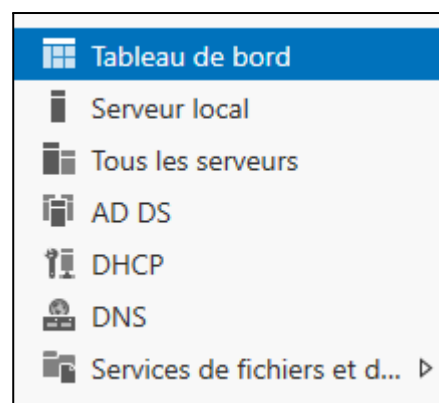 Tableau de bord
Serveur local
Tous les serveurs
AD DS
DHCP
DNS
Services de fichiers et d...